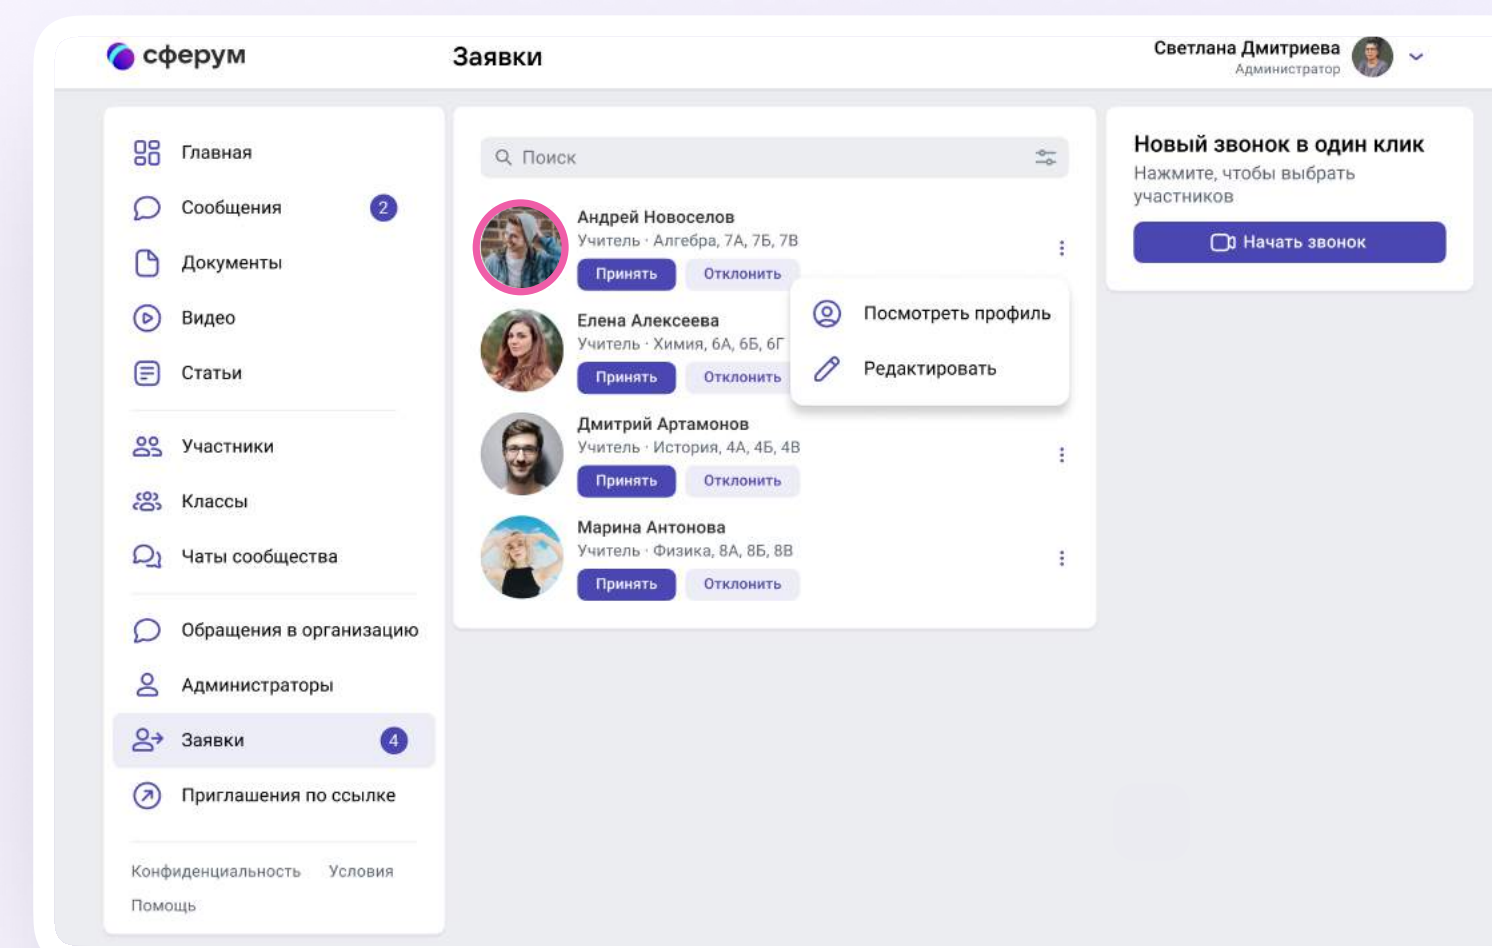 сферум
Заявки
Светлана Дмитриева
Администратор
Главная
Сообщения 2
Документы
Видео
Статьи
Участники
Классы
Чаты сообщества
Обращения в организацию
Администраторы
Заявки 4
Приглашения по ссылке
Конфиденциальность Условия
Помощь
Поиск
Андрей Новоселов
Учитель · Алгебра, 7А, 7Б, 7В
Принять Отклонить
Посмотреть профиль
Редактировать
Елена Алексеева
Учитель · Химия, 6А, 6Б, 6Г
Принять Отклонить
Дмитрий Артамонов
Учитель · История, 4А, 4Б, 4В
Принять Отклонить
Марина Антонова
Учитель · Физика, 8А, 8Б, 8В
Принять Отклонить
Новый звонок в один клик
Нажмите, чтобы выбрать
участников
Начать звонок